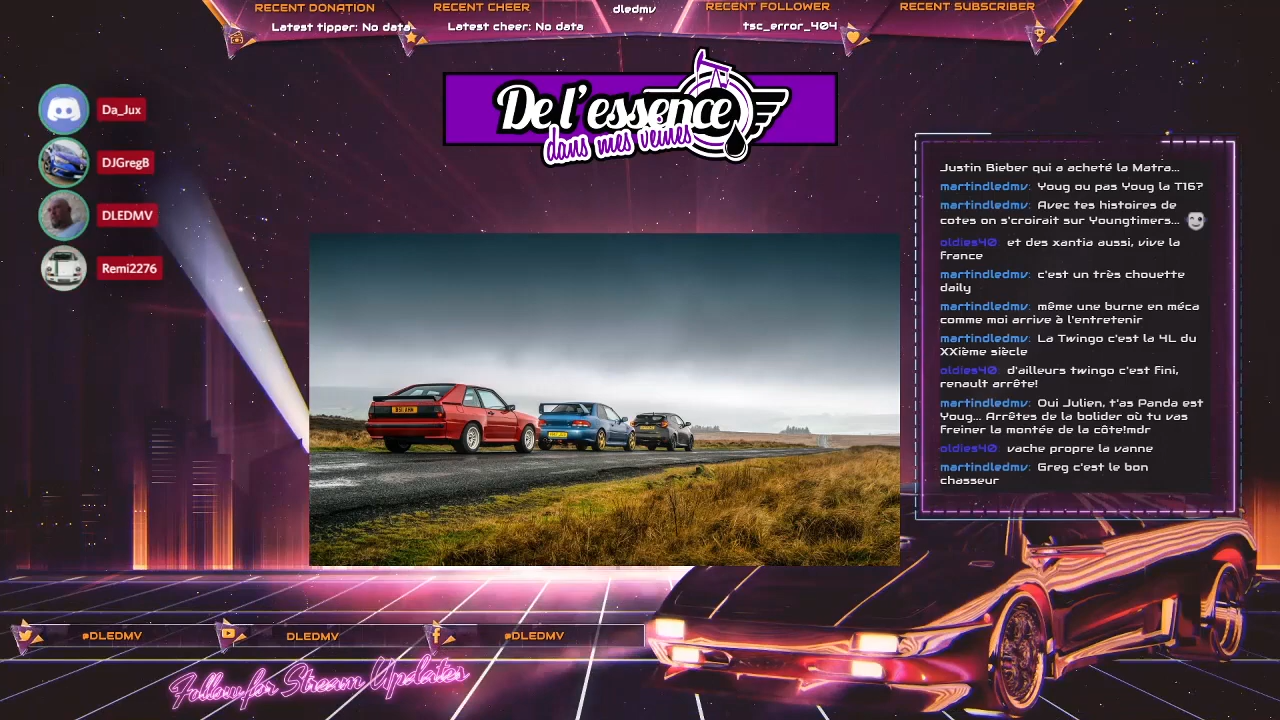 RECENT DONATION
Latest tipper: No data
RECENT CHEER
Latest cheer: No data
dledmv
RECENT FOLLOWER
tsc_error_404
RECENT SUBSCRIBER
De l'essence
dans mes veines
Da_Jux
DJGregB
DLEDMV
Remi2276
Justin Bieber qui a acheté la Matra...
martindledmv: Youg ou pas Youg la T16?
martindledmv: Avec tes histoires de
cotes on s'croirait sur Youngtimers...
oldies40: et des xantia aussi, vive la
france
martindledmv: c'est un très chouette
daily
martindledmv: même une burne en méca
comme moi arrive à l'entretenir
martindledmv: La Twingo c'est la 4L du
XXIème siècle
oldies40: d'ailleurs twingo c'est fini,
renault arrête!
martindledmv: Oui Julien, t'as Panda est
Youg... Arrêtes de la bolider où tu vas
freiner la montée de la côte!mdr
oldies40: vache propre la vanne
martindledmv: Greg c'est le bon
chasseur
@DLEDMV
DLEDMV
@DLEDMV
Follow for Stream Updates